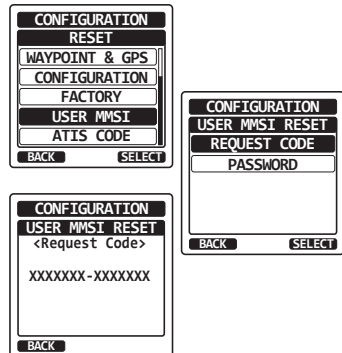 CONFIGURATION
RESET
WAYPOINT & GPS
CONFIGURATION
FACTORY
USER MMSI
ATIS CODE
BACK SELECT
CONFIGURATION
USER MMSI RESET
REQUEST CODE
PASSWORD
BACK SELECT
CONFIGURATION
USER MMSI RESET
<Request Code>
XXXXXXX-XXXXXXX
BACK